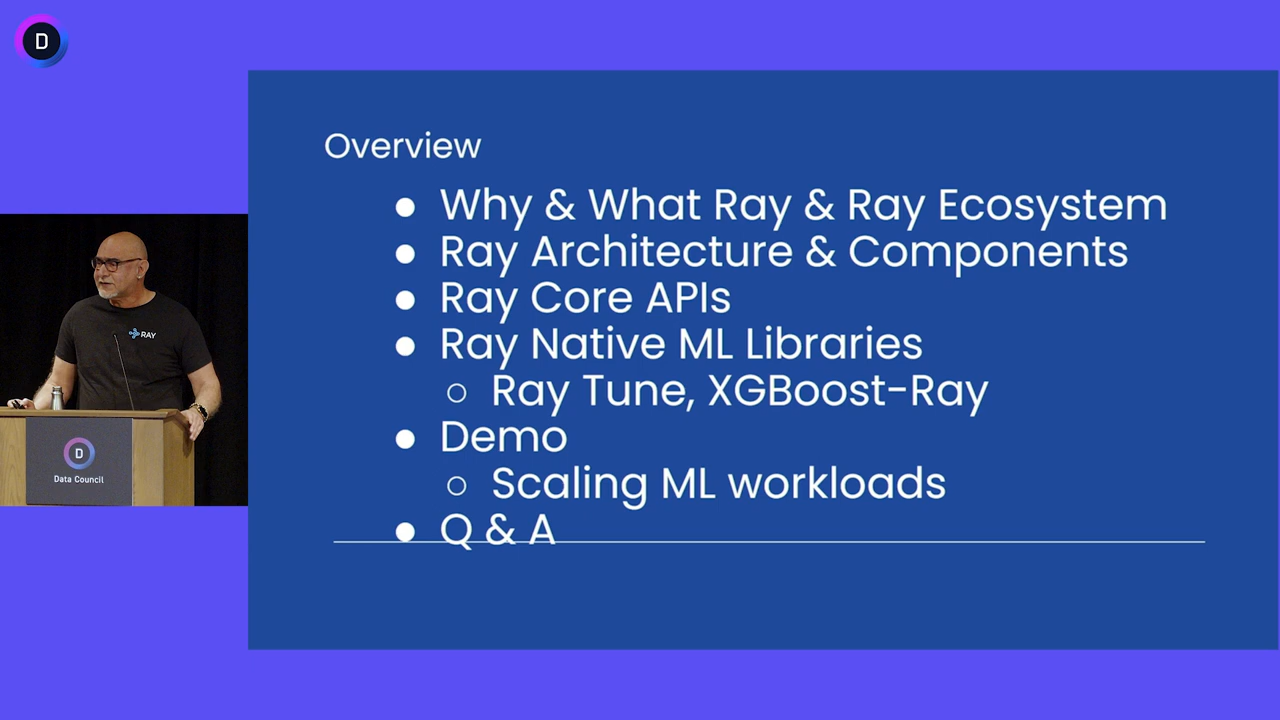 D
Overview
● Why & What Ray & Ray Ecosystem
● Ray Architecture & Components
● Ray Core APIs
● Ray Native ML Libraries
○ Ray Tune, XGBoost-Ray
● Demo
○ Scaling ML workloads
● Q & A
RAY
D
Data Council